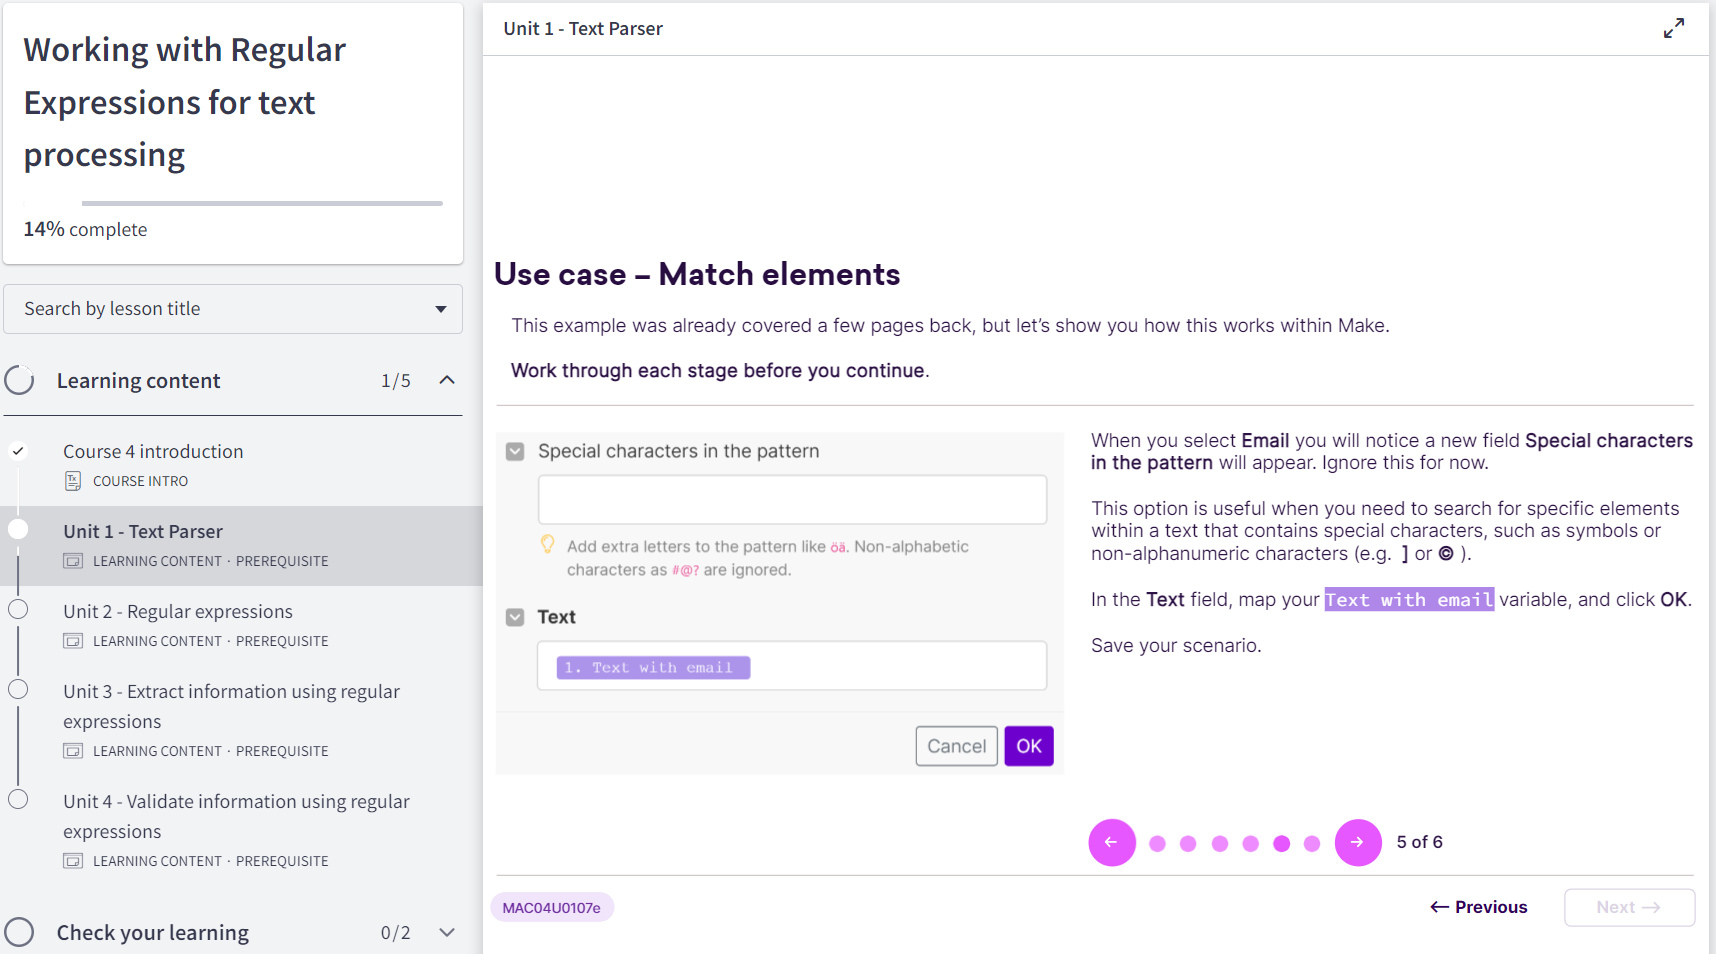 Working with Regular
Expressions for text
processing
14% complete
Search by lesson title
Learning content 1/5
Course 4 introduction
COURSE INTRO
Unit 1 - Text Parser
LEARNING CONTENT · PREREQUISITE
Unit 2 - Regular expressions
LEARNING CONTENT · PREREQUISITE
Unit 3 - Extract information using regular
expressions
LEARNING CONTENT · PREREQUISITE
Unit 4 - Validate information using regular
expressions
LEARNING CONTENT · PREREQUISITE
Check your learning 0/2
Unit 1 - Text Parser
Use case – Match elements
This example was already covered a few pages back, but let’s show you how this works within Make.
Work through each stage before you continue.
Special characters in the pattern
Add extra letters to the pattern like öä. Non-alphabetic
characters as #@? are ignored.
Text
1. Text with email
Cancel OK
When you select Email you will notice a new field Special characters
in the pattern will appear. Ignore this for now.
This option is useful when you need to search for specific elements
within a text that contains special characters, such as symbols or
non-alphanumeric characters (e.g. ] or © ).
In the Text field, map your Text with email variable, and click OK.
Save your scenario.
← → 5 of 6
MAC04U0107e
← Previous
Next →